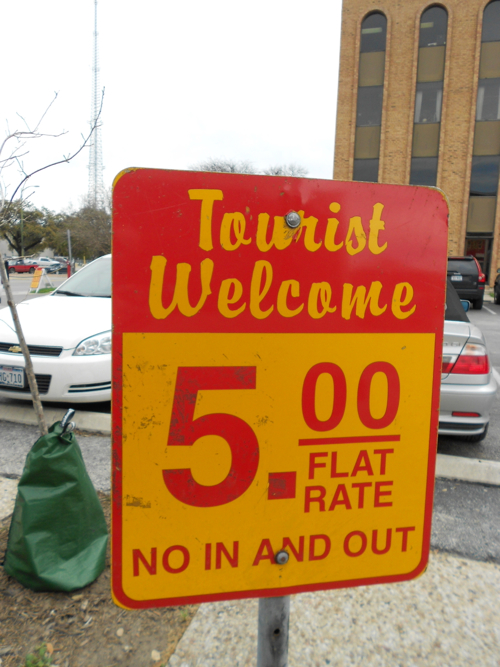 Tourist
Welcome
5.00
FLAT
RATE
NO IN AND OUT